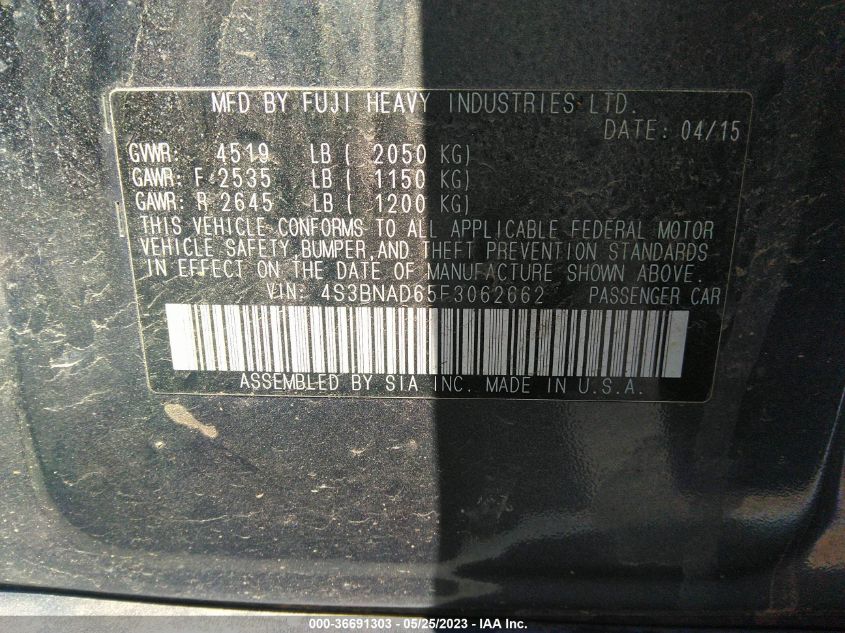 MFD BY FUJI HEAVY INDUSTRIES LTD.
DATE: 04/15
GVWR: 4519 LB ( 2050 KG)
GAWR: F 2535 LB ( 1150 KG)
GAWR: R 2645 LB ( 1200 KG)
THIS VEHICLE CONFORMS TO ALL APPLICABLE FEDERAL MOTOR
VEHICLE SAFETY, BUMPER, AND THEFT PREVENTION STANDARDS
IN EFFECT ON THE DATE OF MANUFACTURE SHOWN ABOVE.
VIN: 4S3BNAD65F3062662 PASSENGER CAR
ASSEMBLED BY SIA INC. MADE IN U.S.A.
000-36691303 — 05/25/2023 — IAA Inc.